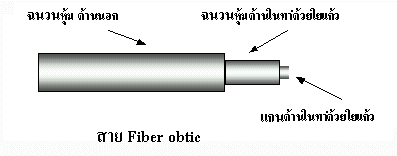 ฉนวนหุ้ม ด้านนอก
ฉนวนหุ้มด้านในทำด้วยใยแก้ว
แกนด้านในทำด้วยใยแก้ว
สาย Fiber obtic